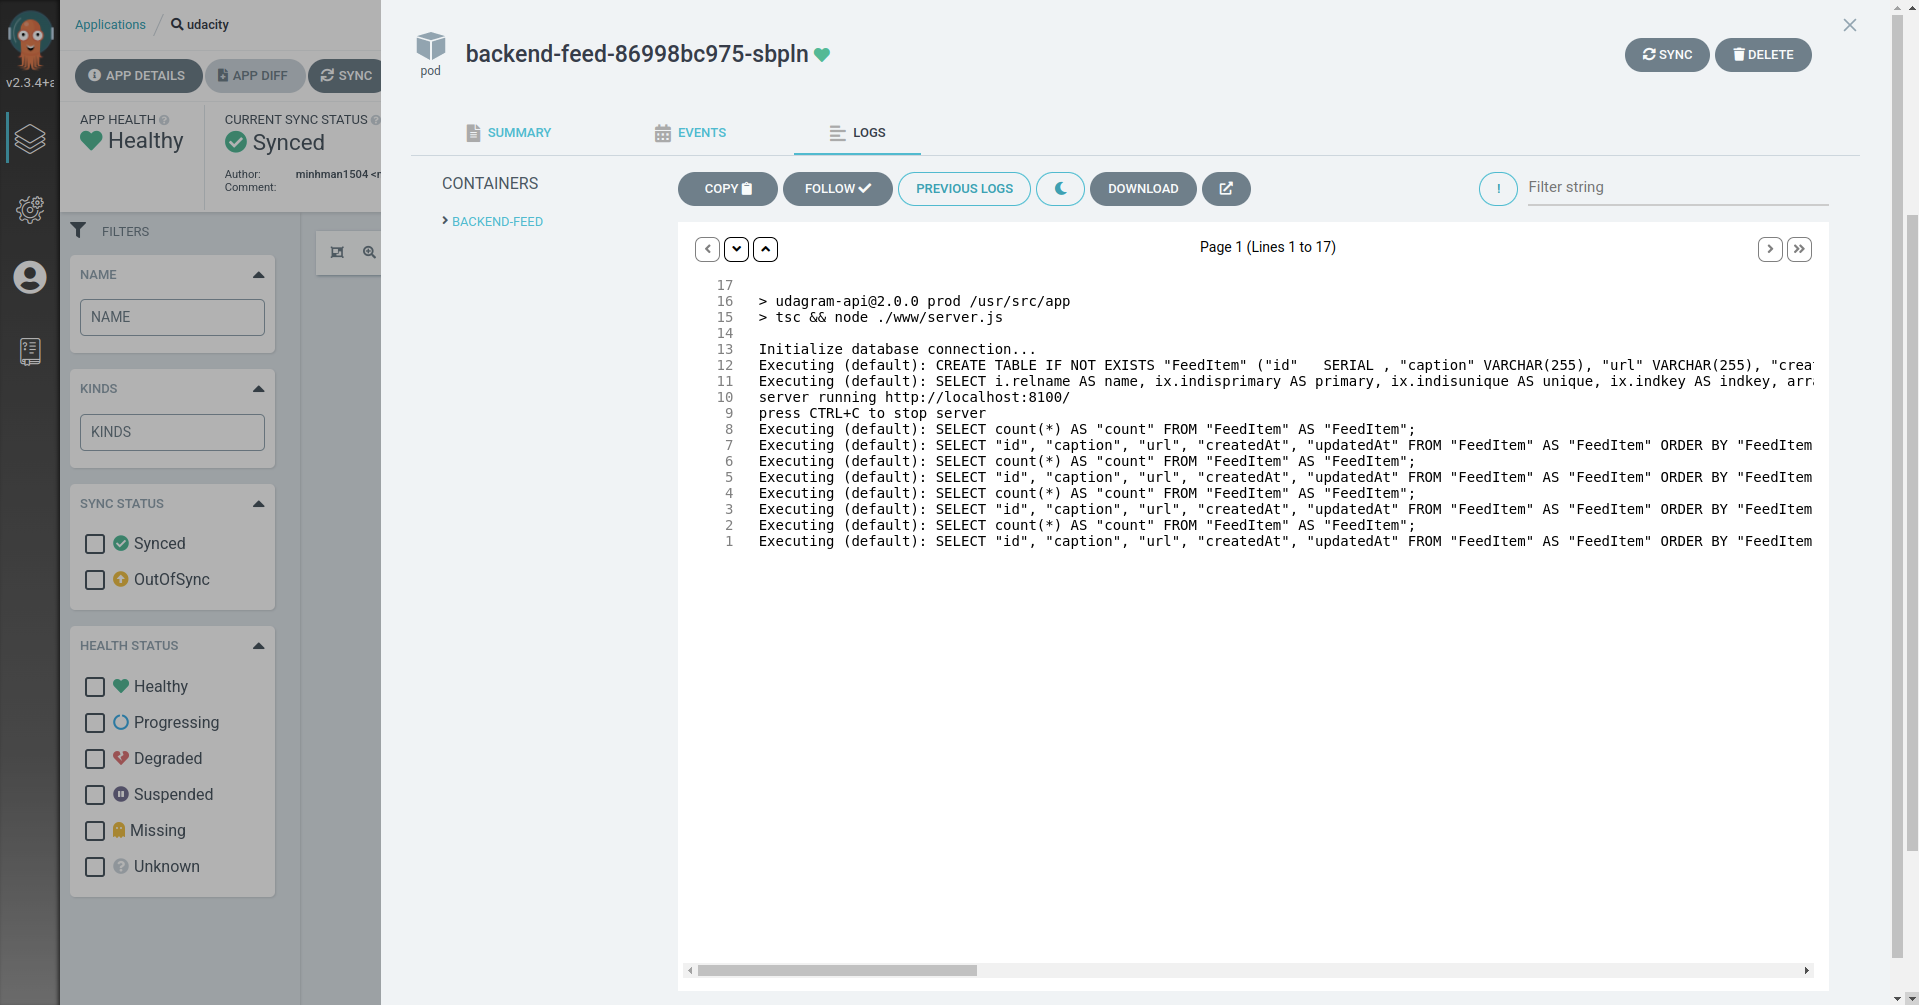 Applications / udacity
v2.3.4+a
APP DETAILS
APP DIFF
SYNC
APP HEALTH
Healthy
CURRENT SYNC STATUS
Synced
Author: minhman1504 <r
Comment:
FILTERS
NAME
NAME
KINDS
KINDS
SYNC STATUS
Synced
OutOfSync
HEALTH STATUS
Healthy
Progressing
Degraded
Suspended
Missing
Unknown
pod
backend-feed-86998bc975-sbpln
SYNC
DELETE
SUMMARY
EVENTS
LOGS
CONTAINERS
BACKEND-FEED
COPY
FOLLOW
PREVIOUS LOGS
DOWNLOAD
!
Filter string
Page 1 (Lines 1 to 17)
17
16 > udagram-api@2.0.0 prod /usr/src/app
15 > tsc && node ./www/server.js
14
13 Initialize database connection...
12 Executing (default): CREATE TABLE IF NOT EXISTS "FeedItem" ("id"   SERIAL , "caption" VARCHAR(255), "url" VARCHAR(255), "crea
11 Executing (default): SELECT i.relname AS name, ix.indisprimary AS primary, ix.indisunique AS unique, ix.indkey AS indkey, arr
10 server running http://localhost:8100/
9 press CTRL+C to stop server
8 Executing (default): SELECT count(*) AS "count" FROM "FeedItem" AS "FeedItem";
7 Executing (default): SELECT "id", "caption", "url", "createdAt", "updatedAt" FROM "FeedItem" AS "FeedItem" ORDER BY "FeedItem
6 Executing (default): SELECT count(*) AS "count" FROM "FeedItem" AS "FeedItem";
5 Executing (default): SELECT "id", "caption", "url", "createdAt", "updatedAt" FROM "FeedItem" AS "FeedItem" ORDER BY "FeedItem
4 Executing (default): SELECT count(*) AS "count" FROM "FeedItem" AS "FeedItem";
3 Executing (default): SELECT "id", "caption", "url", "createdAt", "updatedAt" FROM "FeedItem" AS "FeedItem" ORDER BY "FeedItem
2 Executing (default): SELECT count(*) AS "count" FROM "FeedItem" AS "FeedItem";
1 Executing (default): SELECT "id", "caption", "url", "createdAt", "updatedAt" FROM "FeedItem" AS "FeedItem" ORDER BY "FeedItem